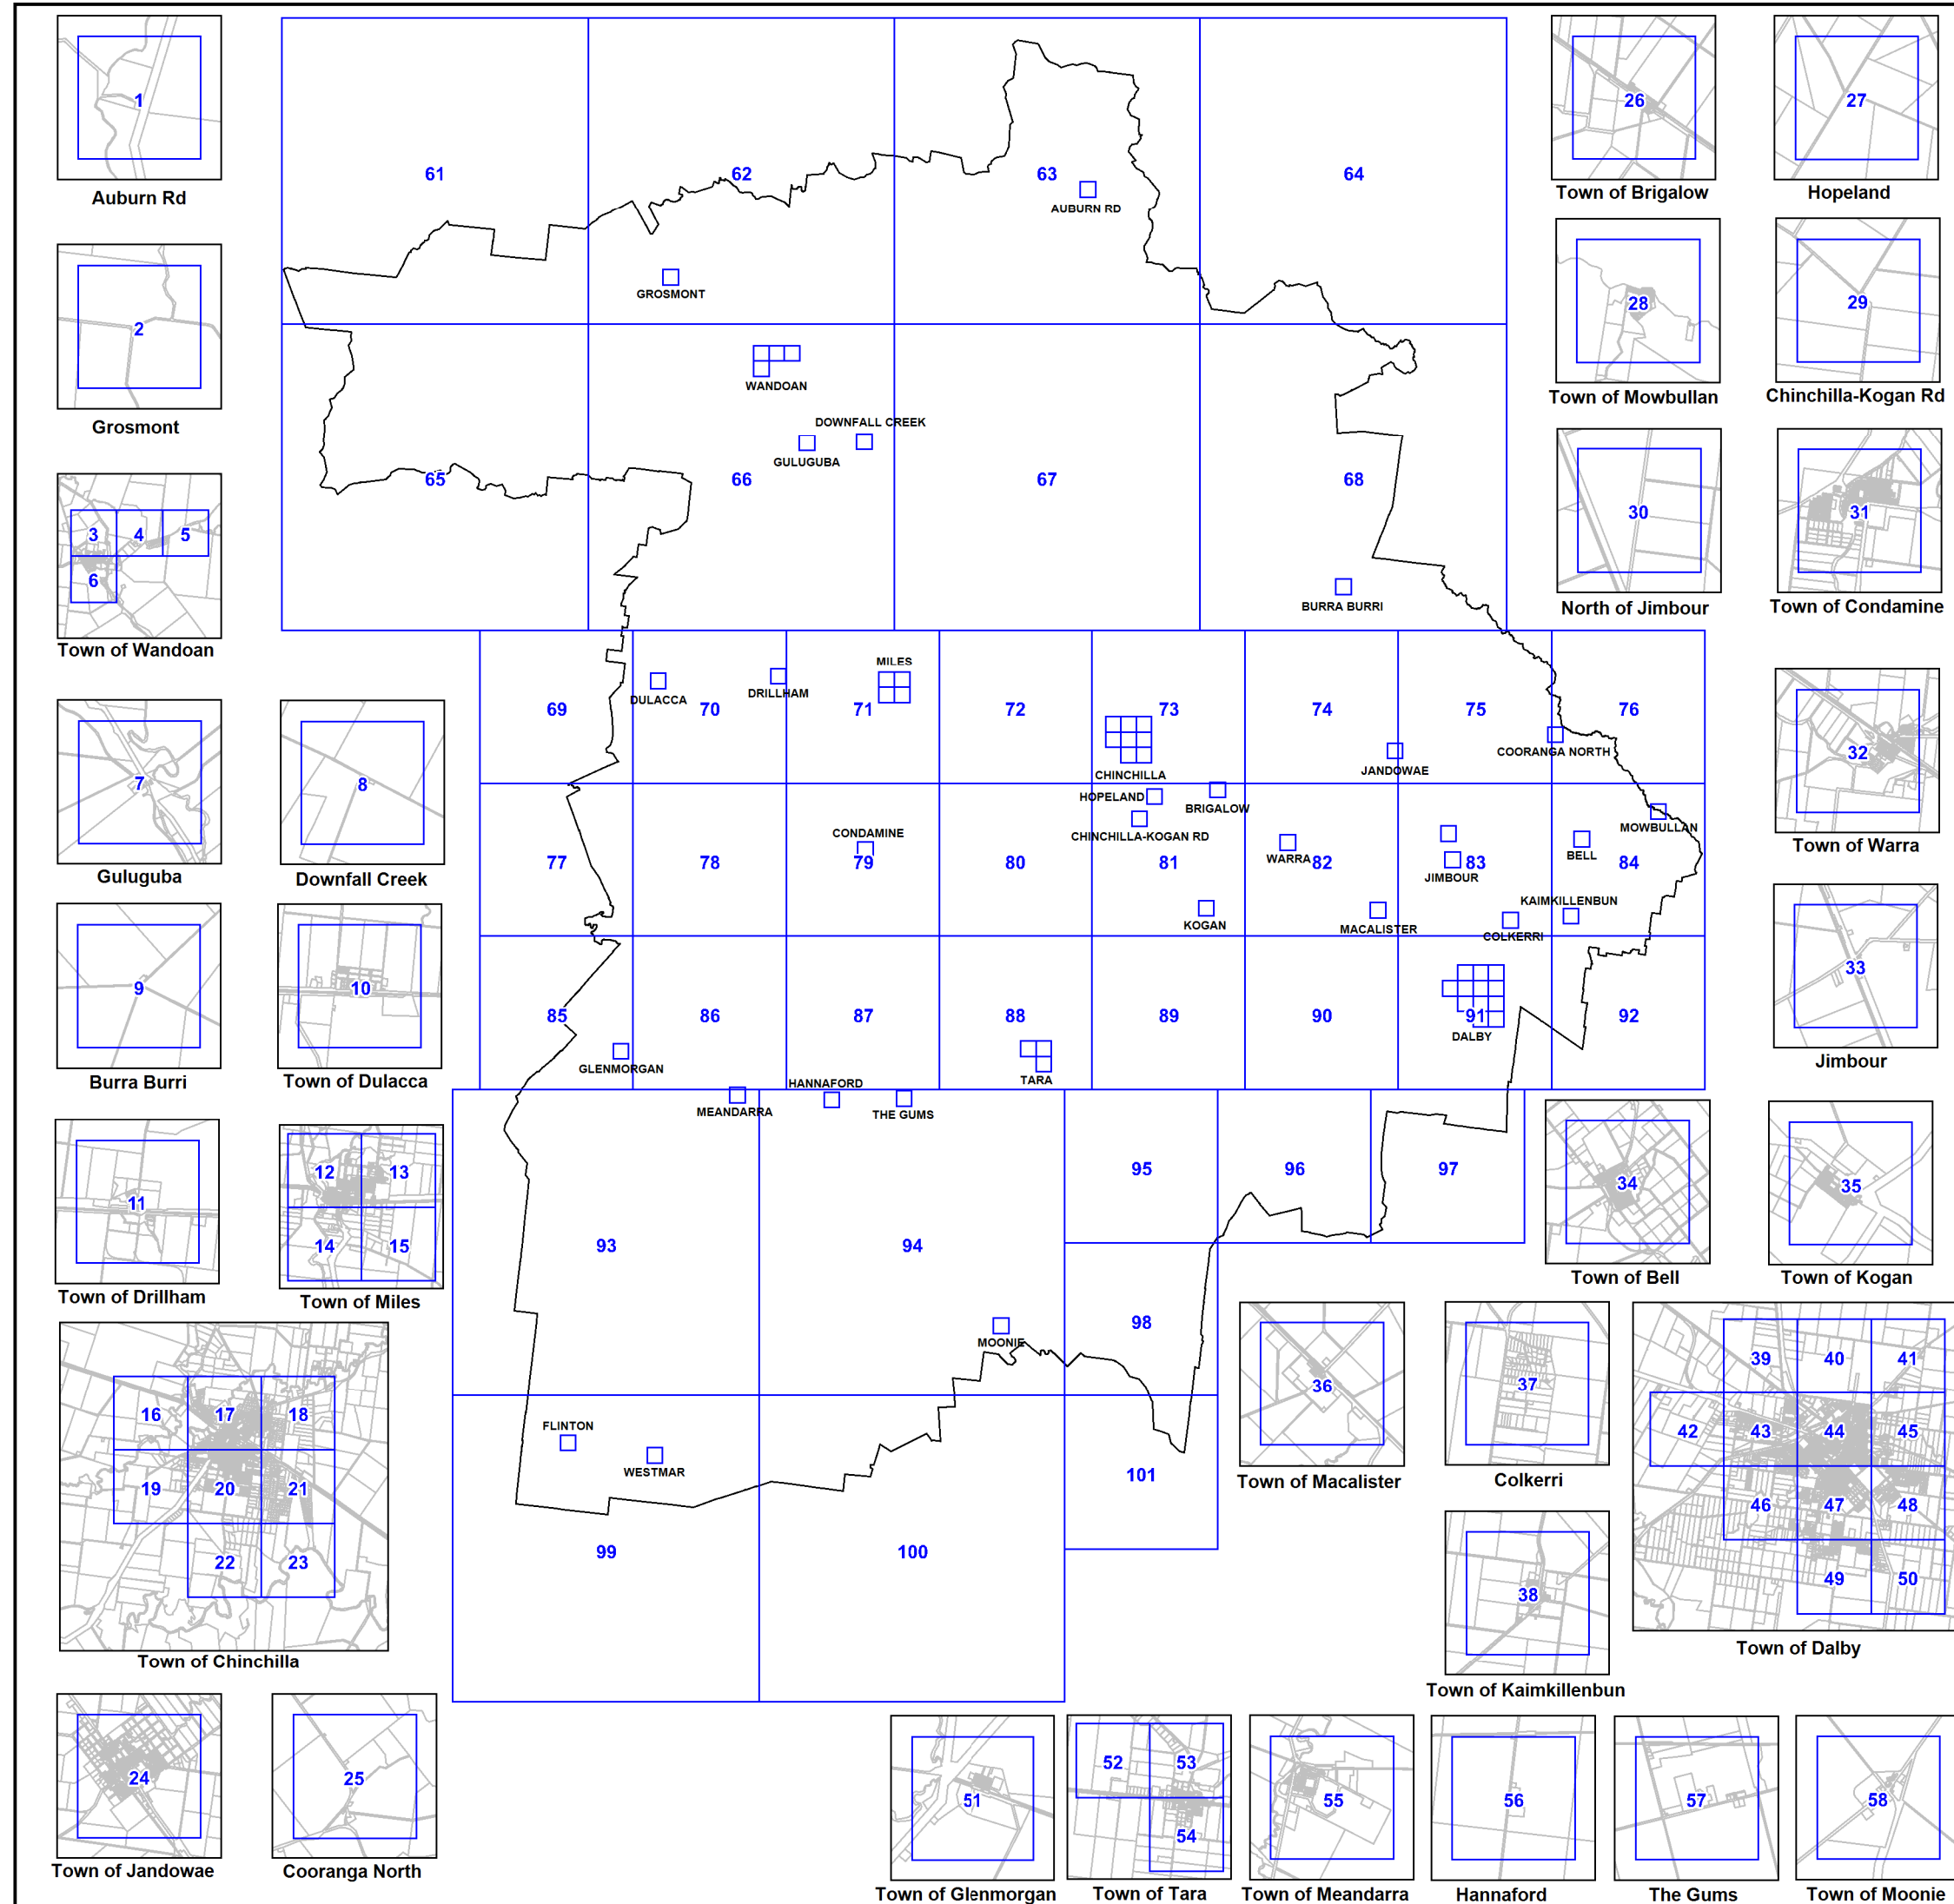 1
Auburn Rd
2
Grosmont
3 4 5
6
Town of Wandoan
7
Guluguba
8
Downfall Creek
9
Burra Burri
10
Town of Dulacca
11
Town of Drillham
12 13
14 15
Town of Miles
16 17 18
19 20 21
22 23
Town of Chinchilla
24
Town of Jandowae
25
Cooranga North
61 62 63 64
AUBURN RD
GROSMONT
WANDOAN
DOWNFALL CREEK
GULUGUBA
65 66 67 68
BURRA BURRI
MILES
DULACCA
DRILLHAM
69 70 71 72 73 74 75 76
COORANGA NORTH
JANDOWAE
CHINCHILLA
HOPELAND
BRIGALOW
CHINCHILLA-KOGAN RD
CONDAMINE
MOWBULLAN
WARRA
BELL
JIMBOUR
77 78 79 80 81 82 83 84
KAIMKILLENBUN
KOGAN
MACALISTER
COLKERRI
85 86 87 88 89 90 91 92
DALBY
GLENMORGAN
TARA
HANNAFORD
MEANDARRA
THE GUMS
95 96 97
93 94
98
MOONIE
FLINTON
WESTMAR
101
99 100
26
Town of Brigalow
27
Hopeland
28
Town of Mowbullan
29
Chinchilla-Kogan Rd
30
North of Jimbour
31
Town of Condamine
32
Town of Warra
33
Jimbour
34
Town of Bell
35
Town of Kogan
36
Town of Macalister
37
Colkerri
38
Town of Kaimkillenbun
39 40 41
42 43 44 45
46 47 48
49 50
Town of Dalby
51
Town of Glenmorgan
52 53
54
Town of Tara
55
Town of Meandarra
56
Hannaford
57
The Gums
58
Town of Moonie